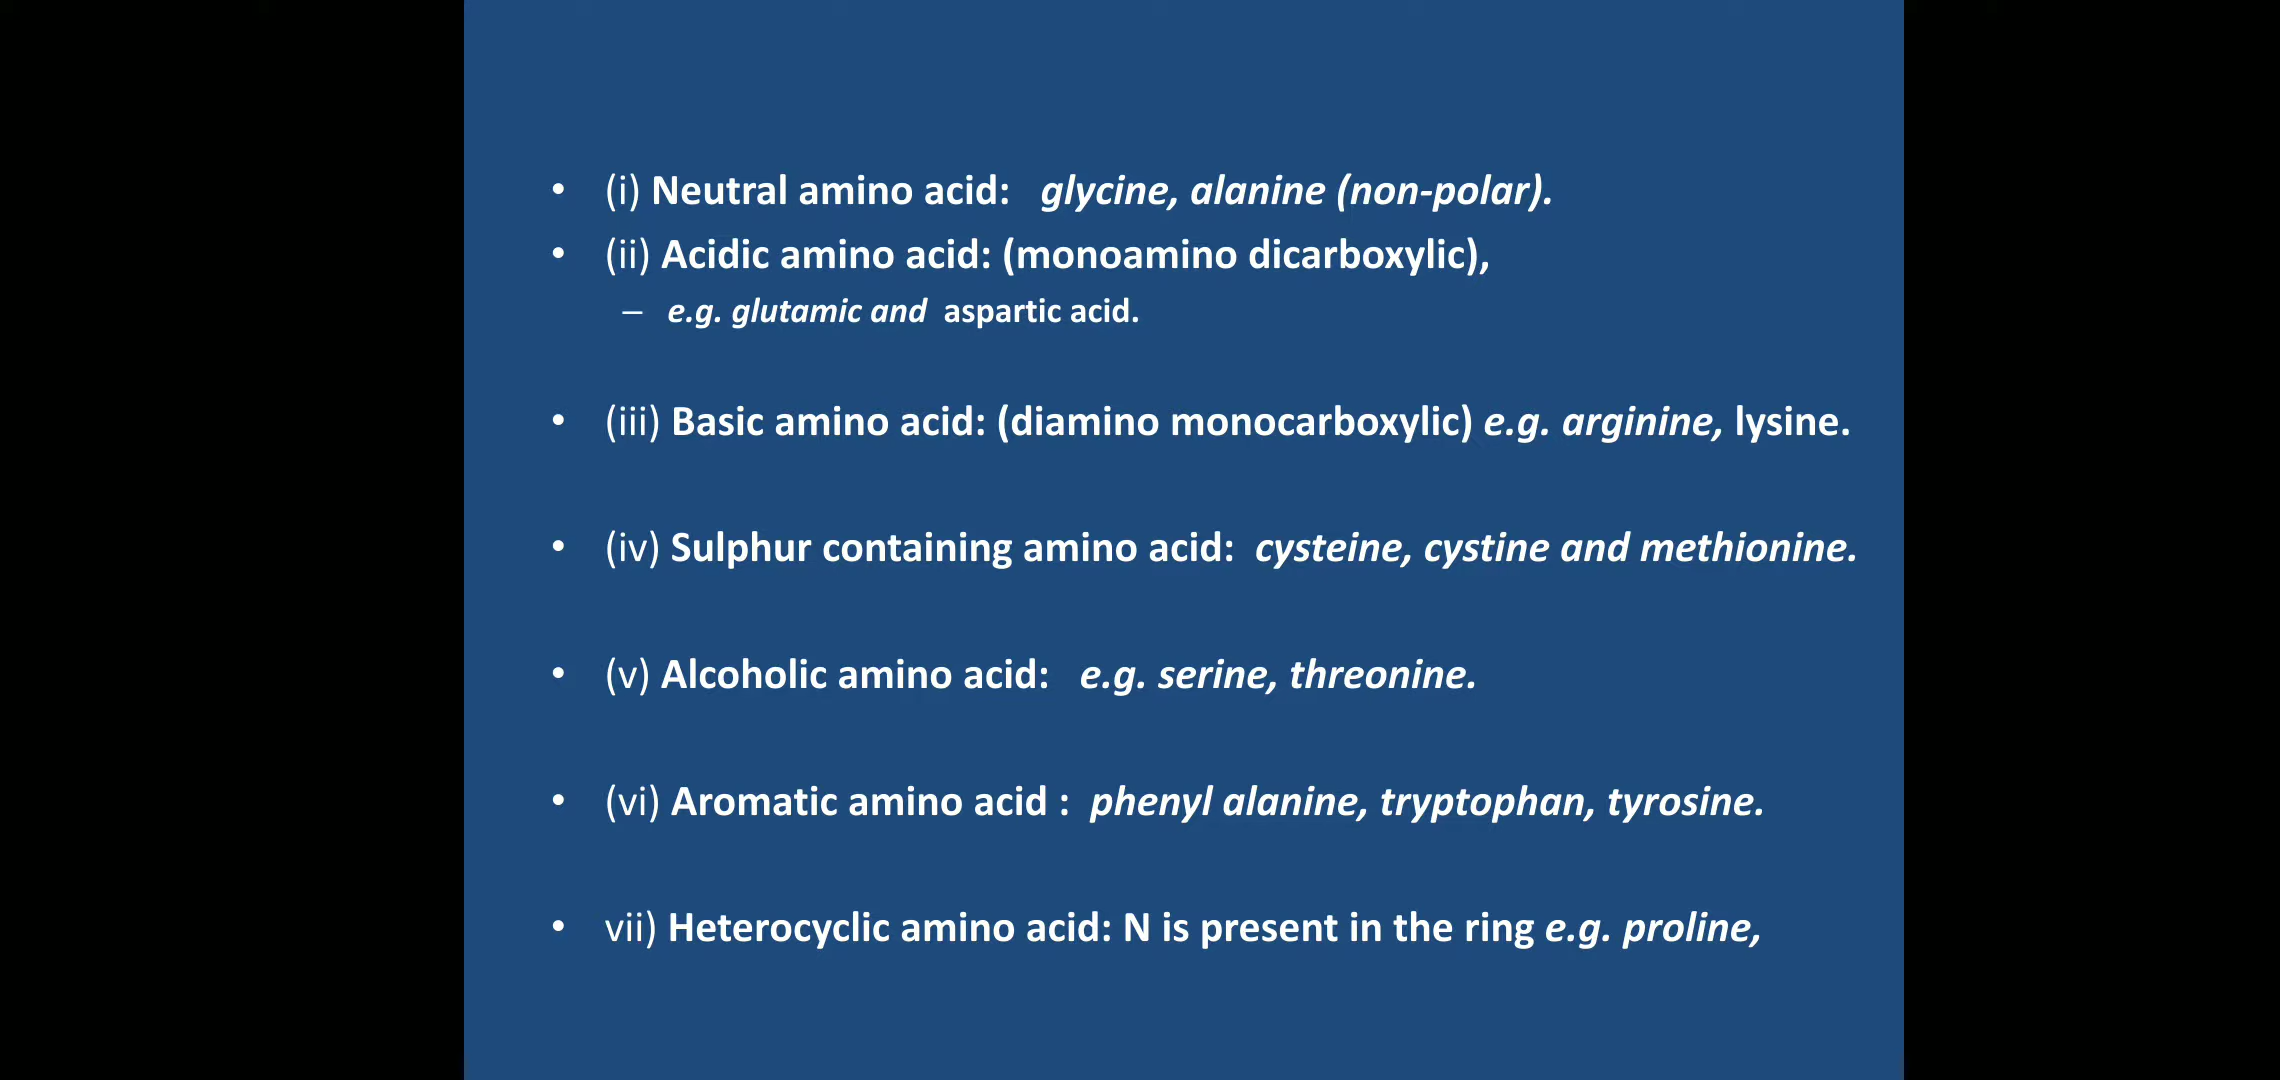 • (i) Neutral amino acid: glycine, alanine (non-polar).
• (ii) Acidic amino acid: (monoamino dicarboxylic),
– e.g. glutamic and aspartic acid.
• (iii) Basic amino acid: (diamino monocarboxylic) e.g. arginine, lysine.
• (iv) Sulphur containing amino acid: cysteine, cystine and methionine.
• (v) Alcoholic amino acid: e.g. serine, threonine.
• (vi) Aromatic amino acid : phenyl alanine, tryptophan, tyrosine.
• vii) Heterocyclic amino acid: N is present in the ring e.g. proline,